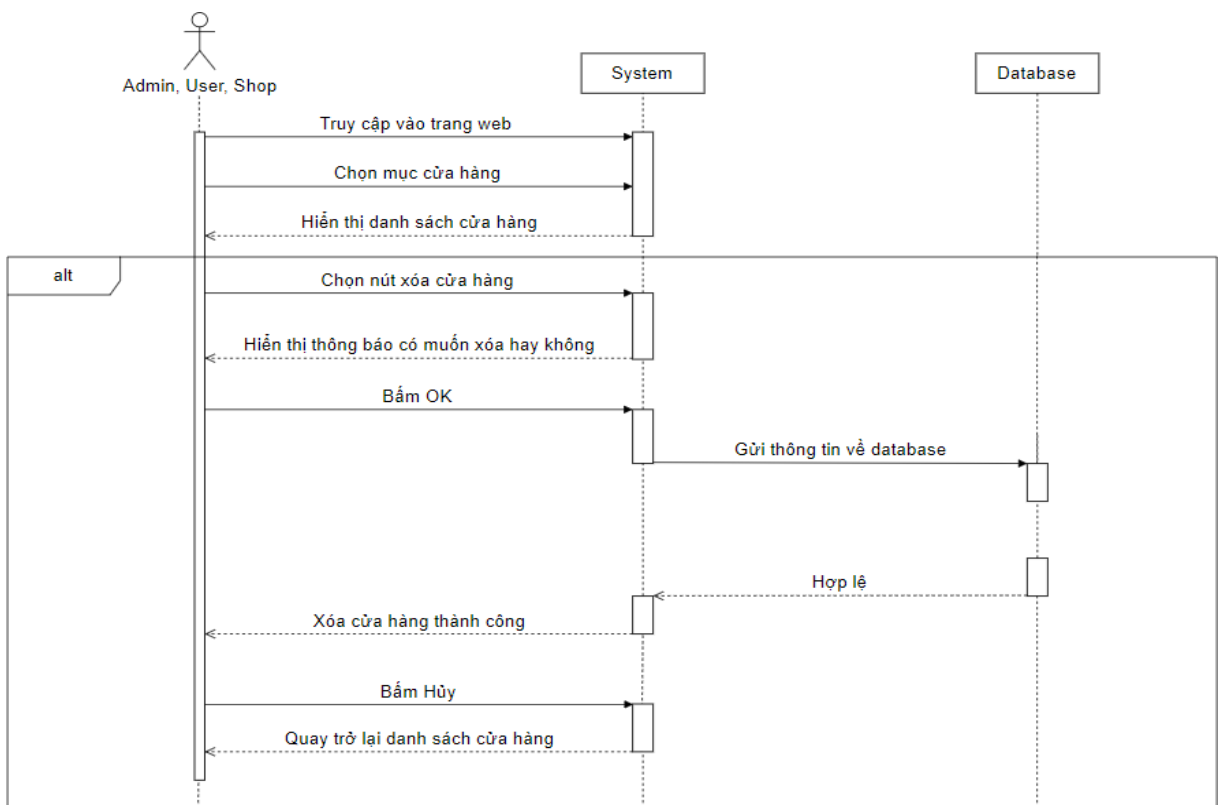 Admin, User, Shop
System
Database
Truy cập vào trang web
Chọn mục cửa hàng
Hiển thị danh sách cửa hàng
alt
Chọn nút xóa cửa hàng
Hiển thị thông báo có muốn xóa hay không
Bấm OK
Gửi thông tin về database
Hợp lệ
Xóa cửa hàng thành công
Bấm Hủy
Quay trở lại danh sách cửa hàng